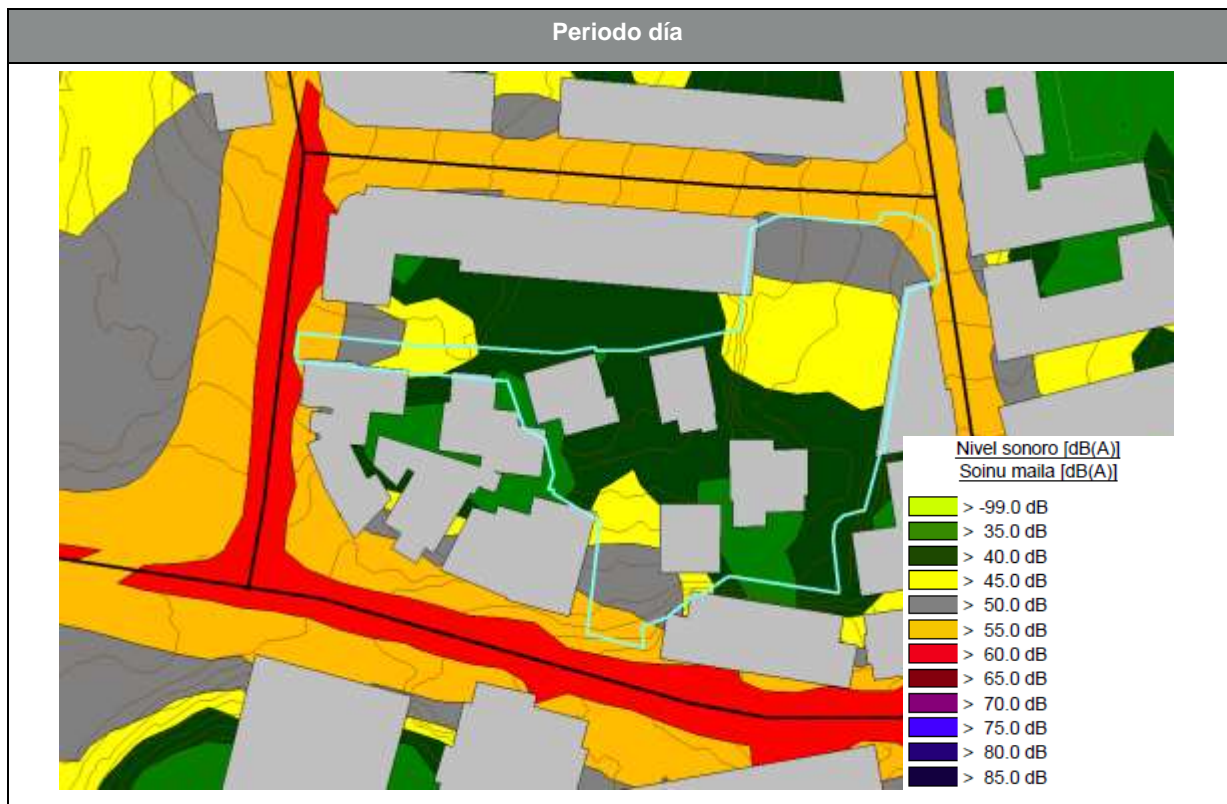 Periodo día
Nivel sonoro [dB(A)]
Soinu maila [dB(A)]
> -99.0 dB
> 35.0 dB
> 40.0 dB
> 45.0 dB
> 50.0 dB
> 55.0 dB
> 60.0 dB
> 65.0 dB
> 70.0 dB
> 75.0 dB
> 80.0 dB
> 85.0 dB